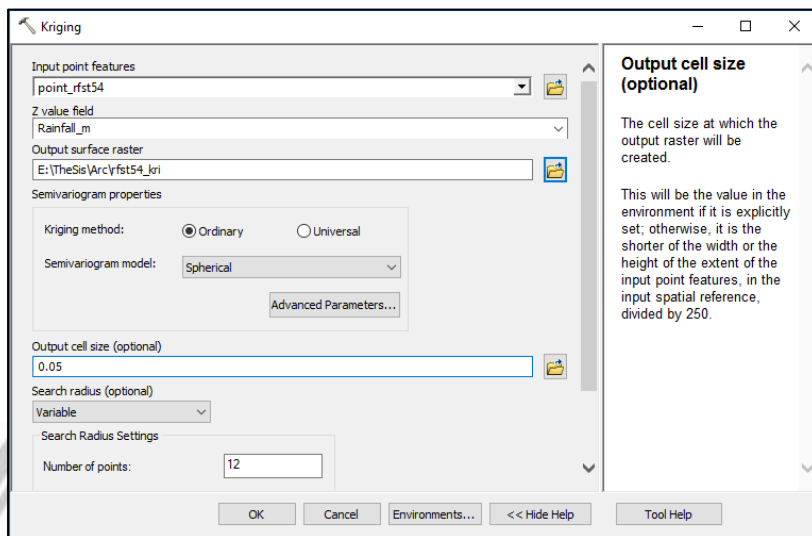 Kriging
Input point features
point_rfst54
Z value field
Rainfall_m
Output surface raster
E:\TheSis\Arc\rfst54_kri
Semivariogram properties
Kriging method:
Ordinary
Universal
Semivariogram model:
Spherical
Advanced Parameters...
Output cell size (optional)
0.05
Search radius (optional)
Variable
Search Radius Settings
Number of points:
12
OK
Cancel
Environments...
<< Hide Help
Tool Help
Output cell size
(optional)
The cell size at which the
output raster will be
created.
This will be the value in the
environment if it is explicitly
set; otherwise, it is the
shorter of the width or the
height of the extent of the
input point features, in the
input spatial reference,
divided by 250.